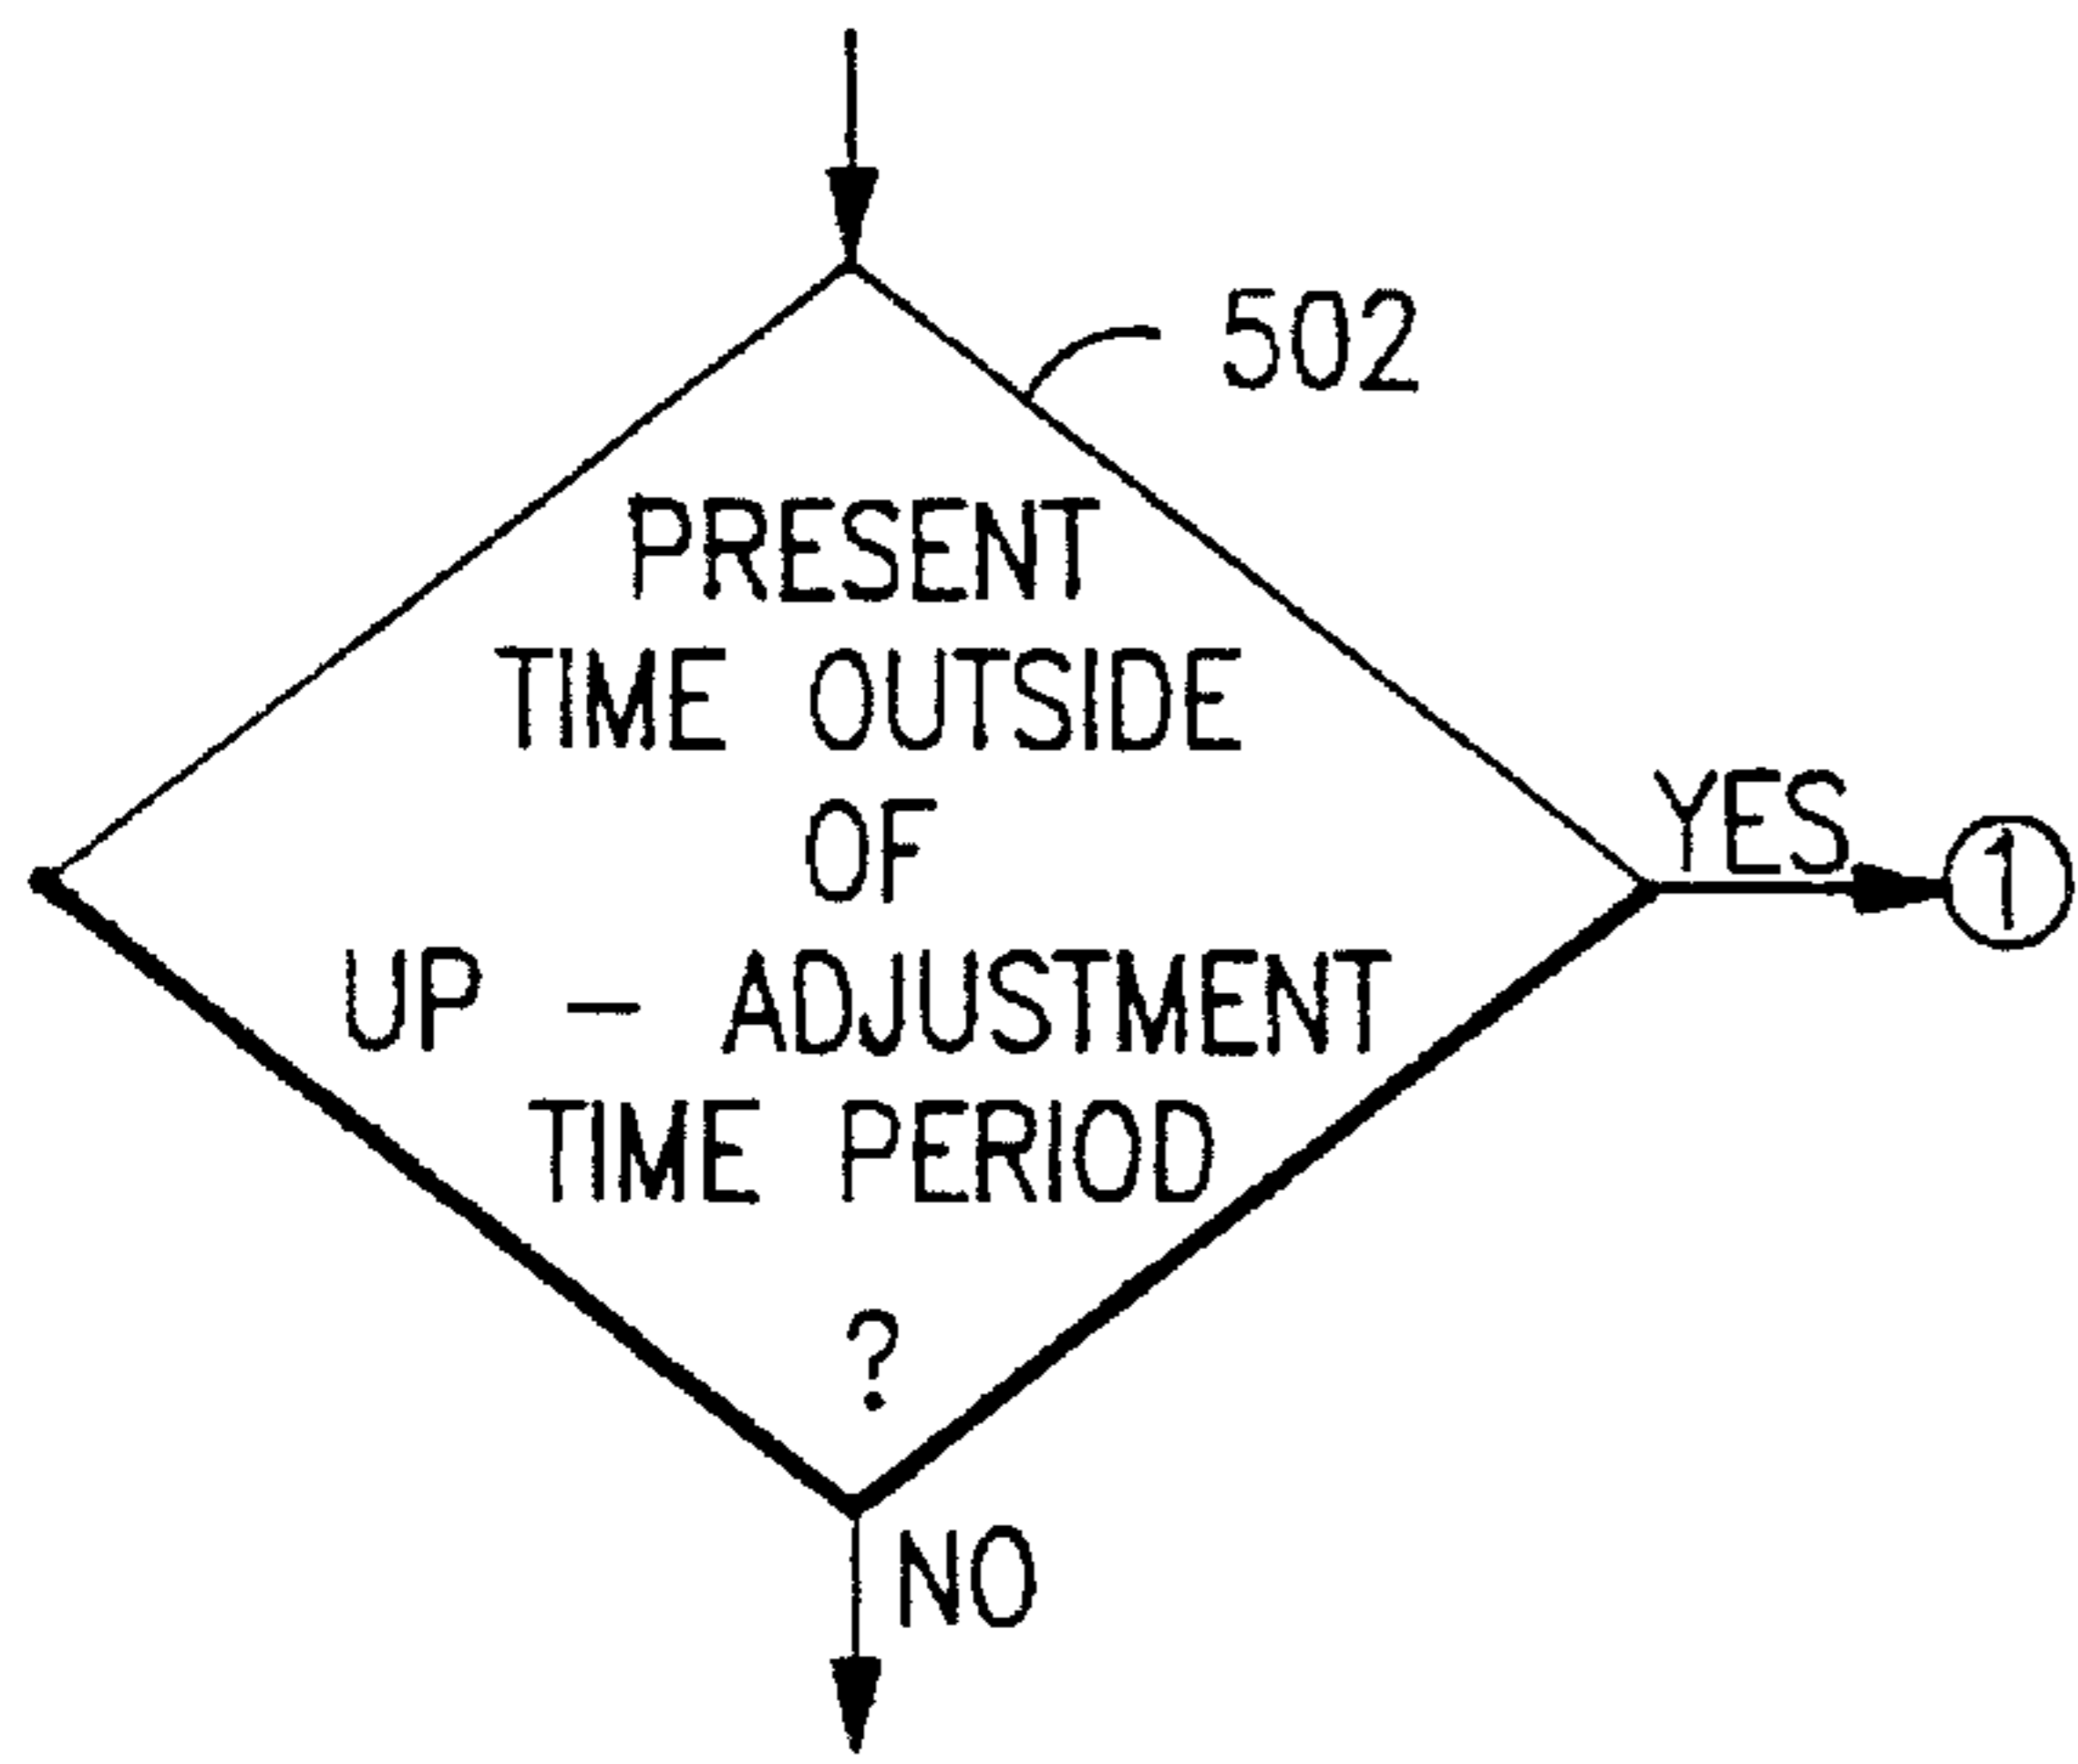 502
PRESENT
TIME OUTSIDE
OF
UP - ADJUSTMENT
TIME PERIOD
?
YES
1
NO